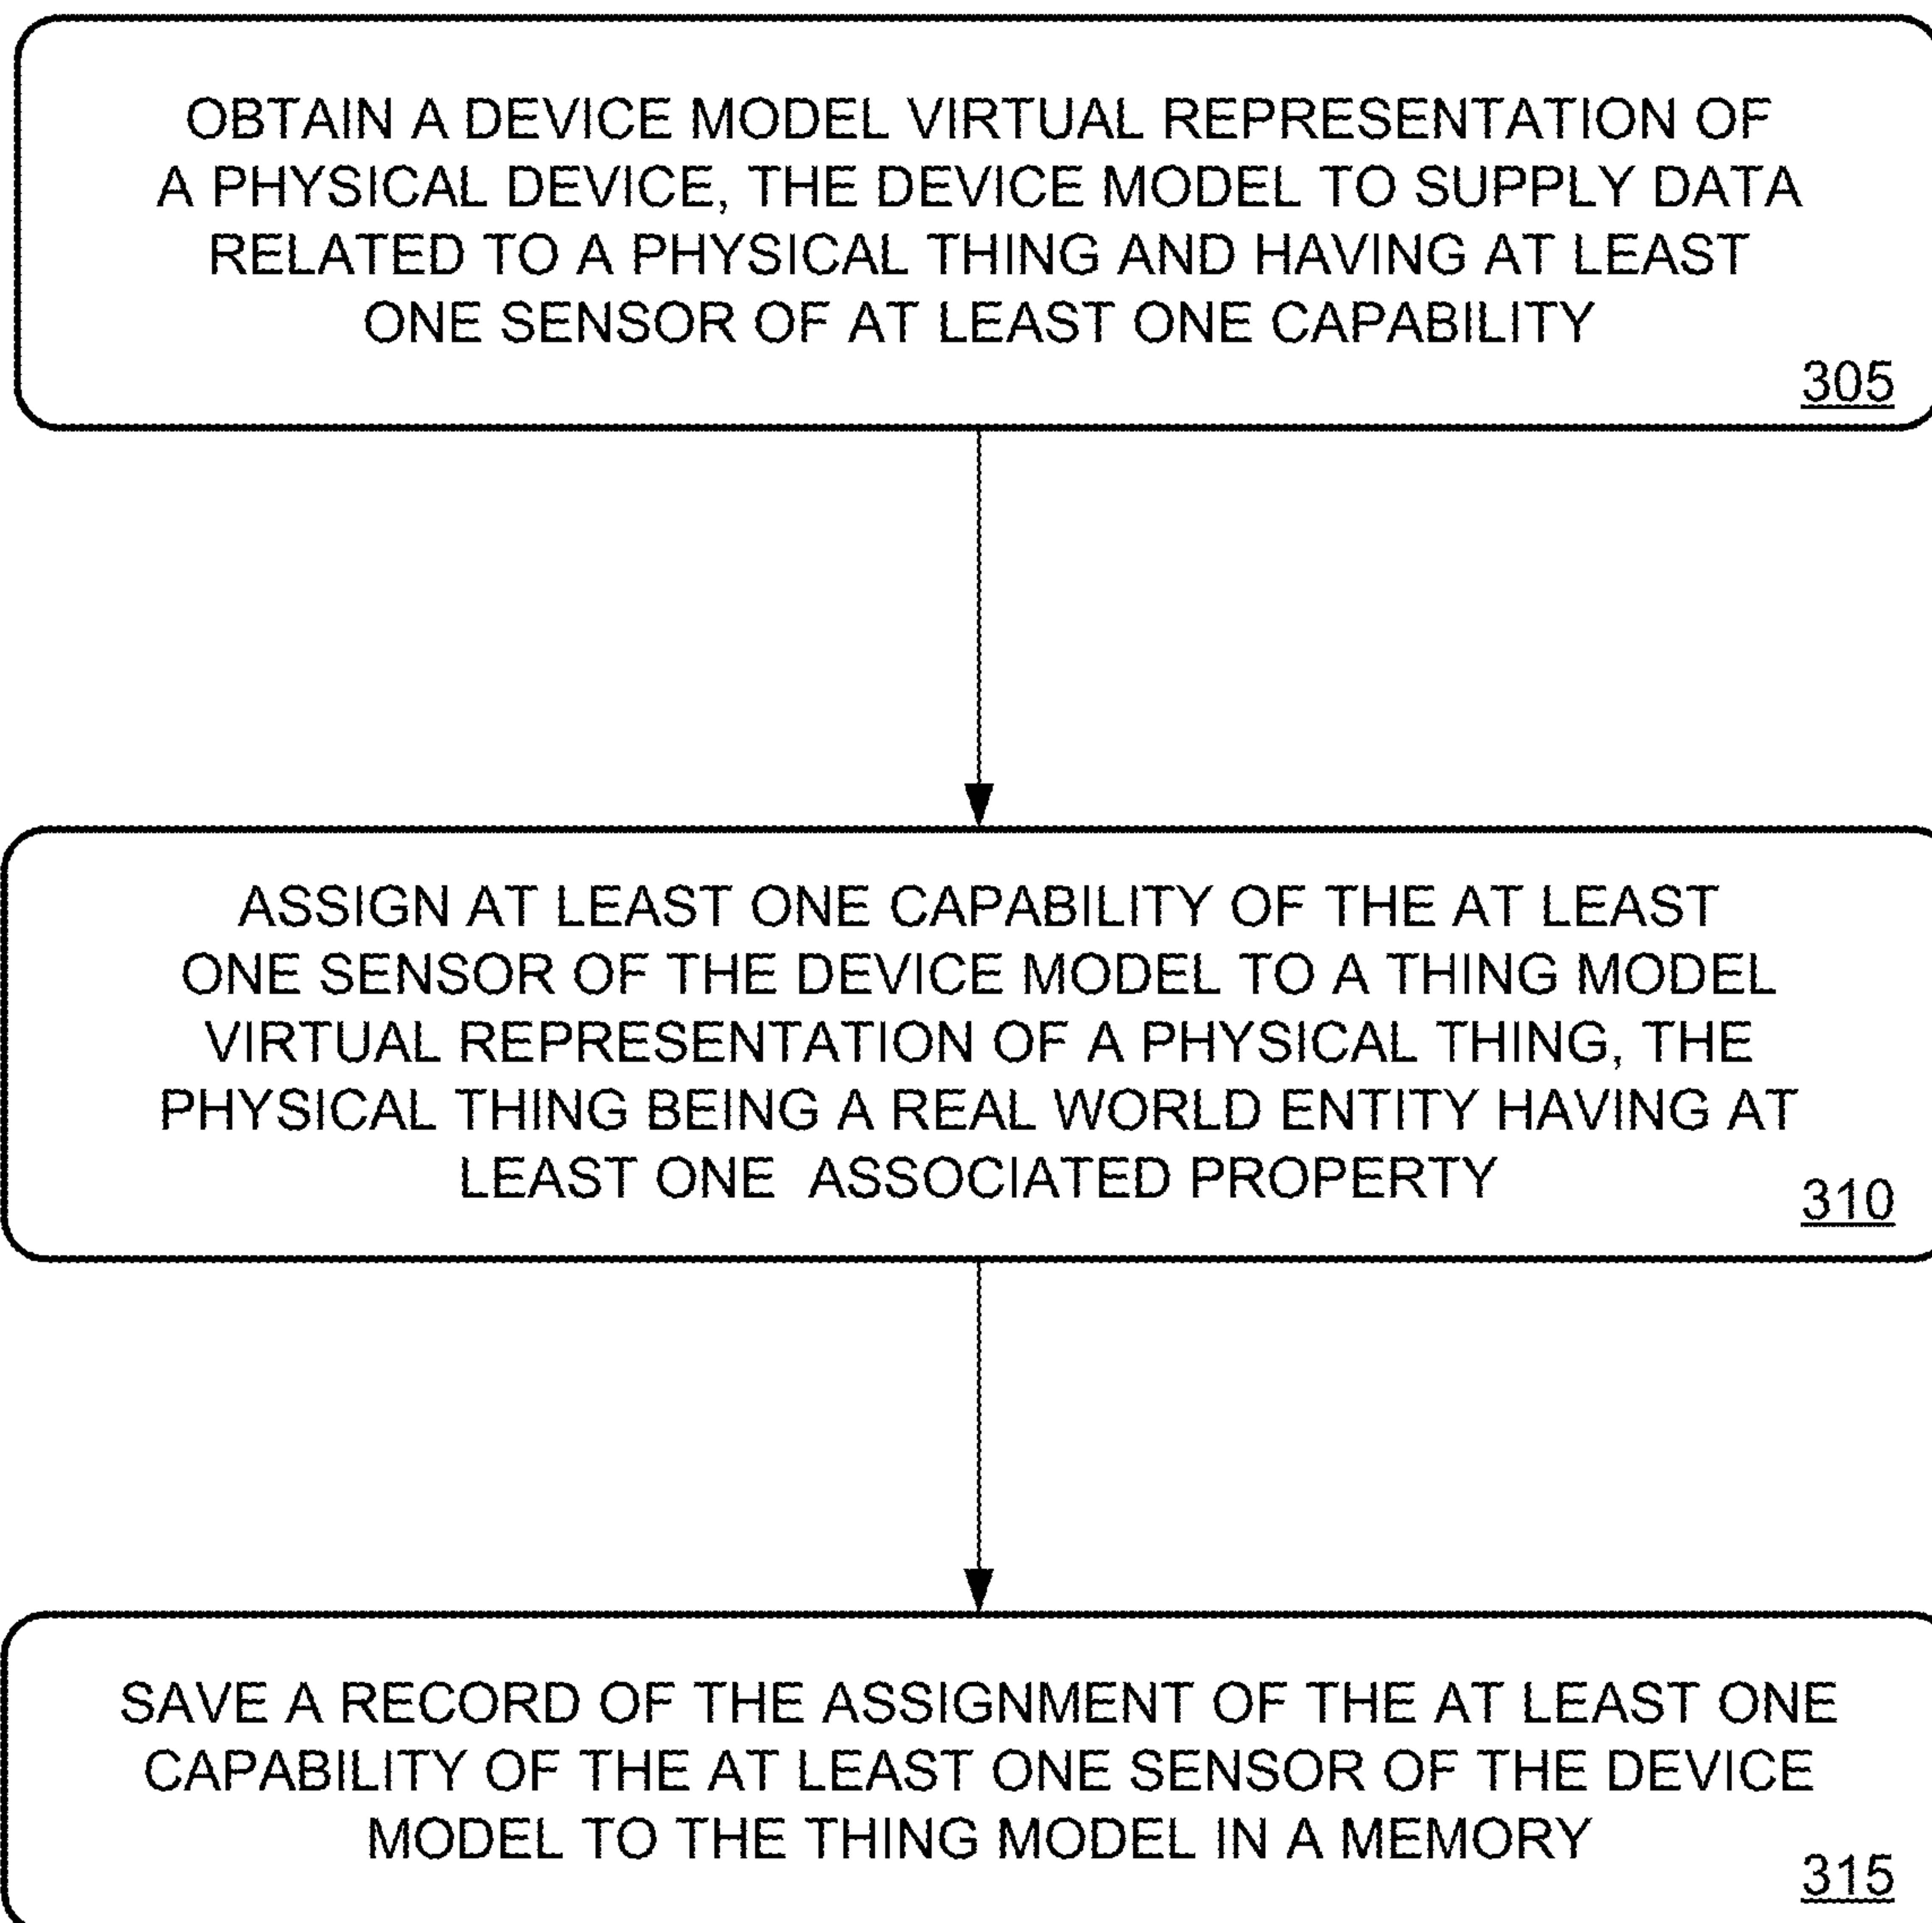 OBTAIN A DEVICE MODEL VIRTUAL REPRESENTATION OF
A PHYSICAL DEVICE, THE DEVICE MODEL TO SUPPLY DATA
RELATED TO A PHYSICAL THING AND HAVING AT LEAST
ONE SENSOR OF AT LEAST ONE CAPABILITY
305
ASSIGN AT LEAST ONE CAPABILITY OF THE AT LEAST
ONE SENSOR OF THE DEVICE MODEL TO A THING MODEL
VIRTUAL REPRESENTATION OF A PHYSICAL THING, THE
PHYSICAL THING BEING A REAL WORLD ENTITY HAVING AT
LEAST ONE ASSOCIATED PROPERTY
310
SAVE A RECORD OF THE ASSIGNMENT OF THE AT LEAST ONE
CAPABILITY OF THE AT LEAST ONE SENSOR OF THE DEVICE
MODEL TO THE THING MODEL IN A MEMORY
315